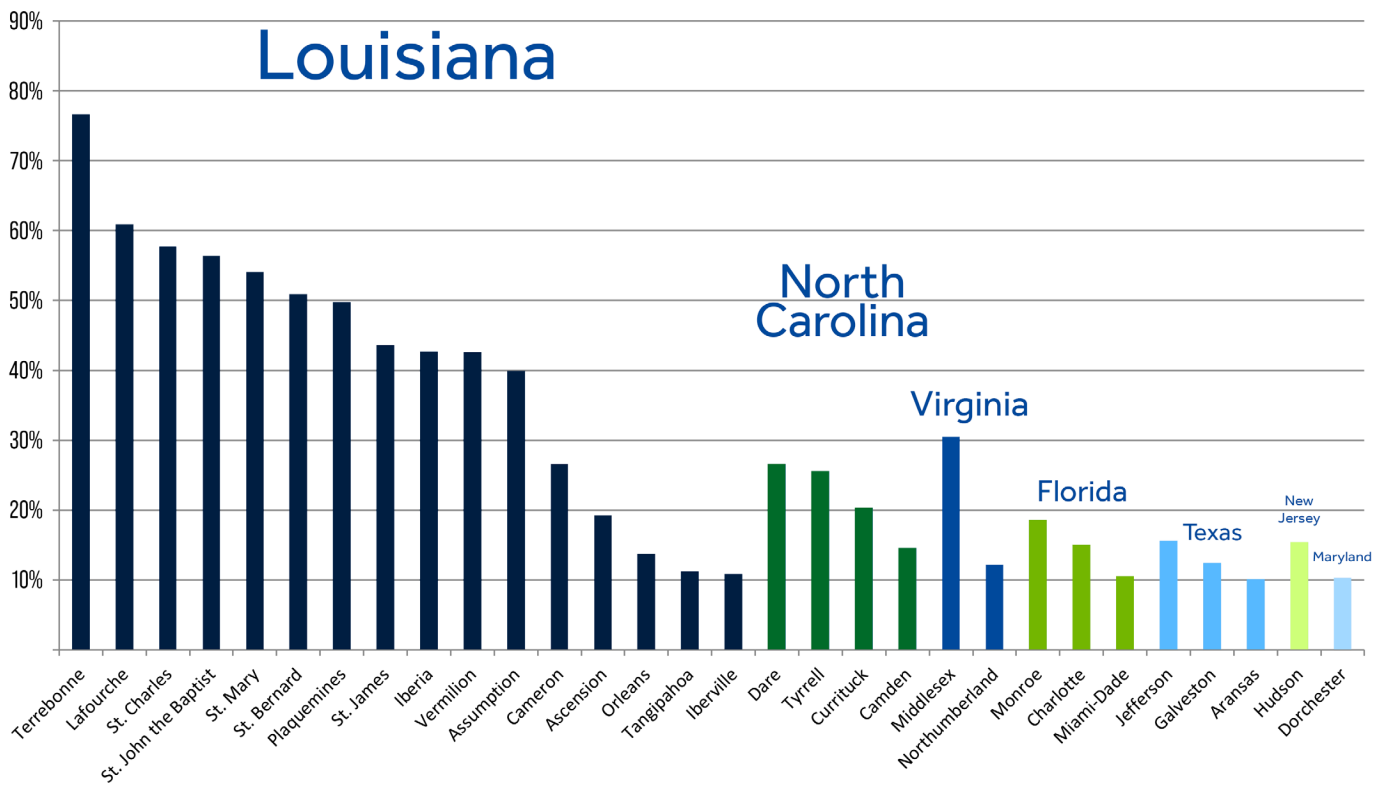 90%
80%
70%
60%
50%
40%
30%
20%
10%
Louisiana
North
Carolina
Virginia
Florida
Texas
New
Jersey
Maryland
Terrebonne
Lafourche
St. Charles
St. John the Baptist
St. Mary
St. Bernard
Plaquemines
St. James
Iberia
Vermilion
Assumption
Cameron
Ascension
Orleans
Tangipahoa
Iberville
Dare
Tyrrell
Currituck
Camden
Middlesex
Northumberland
Monroe
Charlotte
Miami-Dade
Jefferson
Galveston
Aransas
Hudson
Dorchester